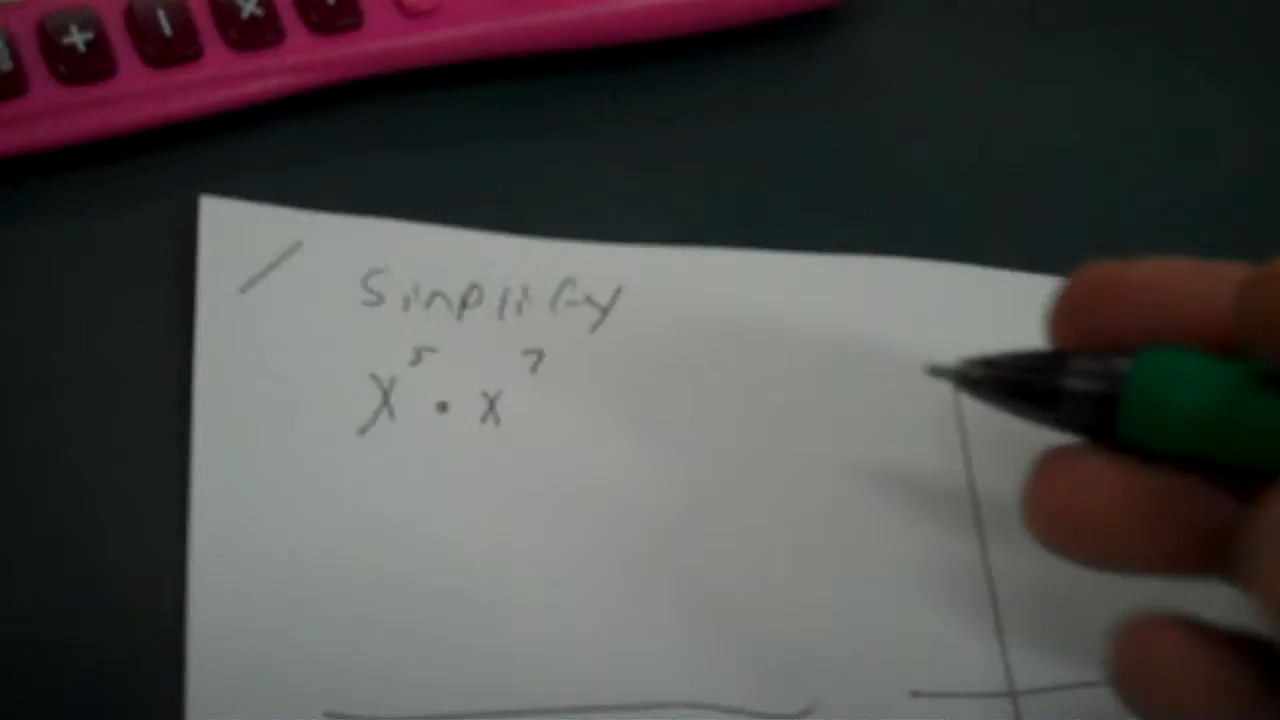 / Simplify
x⁵ · x⁷